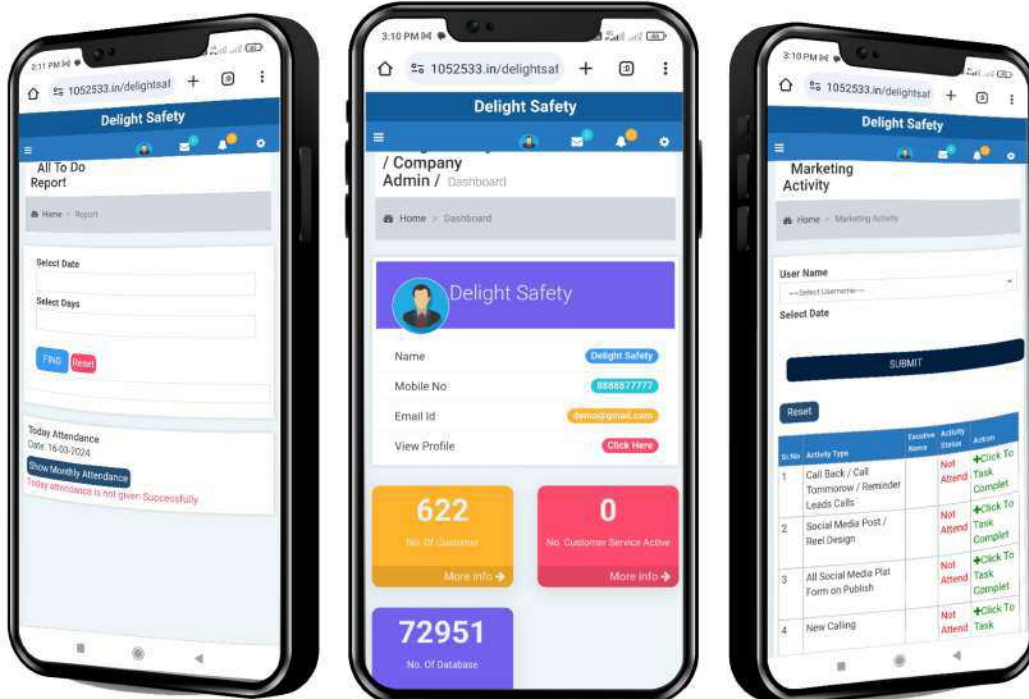 3:11 PM
1052533.in/delightsaf
Delight Safety
All To Do
Report
Home > Report
Select Date
Select Days
FIND
Reset
Today Attendance
Date: 16-03-2024
Show Monthly Attendance
Today attendance is not given Successfully
3:10 PM
1052533.in/delightsaf
Delight Safety
/ Company
Admin / Dashboard
Home > Dashboard
Delight Safety
Name Delight Safety
Mobile No 8888877777
Email Id demo@gmail.com
View Profile Click Here
622
No. Of Customer
More info
0
No. Customer Service Active
More info
72951
No. Of Database
3:10 PM
1052533.in/delightsaf
Delight Safety
Marketing
Activity
Home > Marketing Activity
User Name
---Select Username---
Select Date
SUBMIT
Reset
Sr.No Activity Type Excutive Name Activity Status Action
1 Call Back / Call Tommorow / Reminder Leads Calls Not Attend +Click To Task Complet
2 Social Media Post / Reel Design Not Attend +Click To Task Complet
3 All Social Media Plat Form on Publish Not Attend +Click To Task Complet
4 New Calling Not Attend +Click To Task